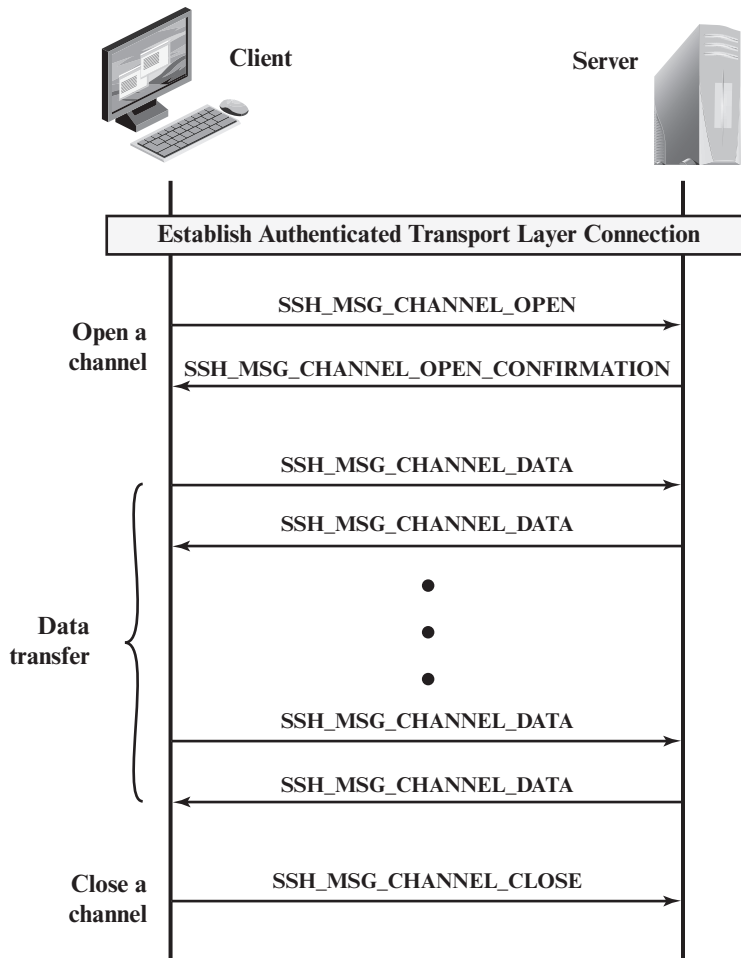 Client
Server
Establish Authenticated Transport Layer Connection
SSH_MSG_CHANNEL_OPEN
Open a
channel
SSH_MSG_CHANNEL_OPEN_CONFIRMATION
SSH_MSG_CHANNEL_DATA
SSH_MSG_CHANNEL_DATA
Data
transfer
SSH_MSG_CHANNEL_DATA
SSH_MSG_CHANNEL_DATA
Close a
channel
SSH_MSG_CHANNEL_CLOSE